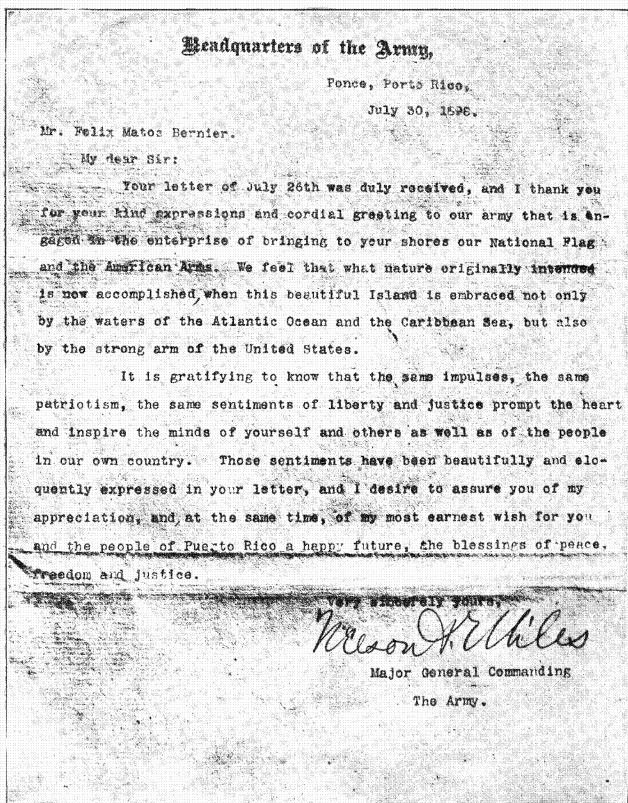 Headquarters of the Army,
Ponce, Porto Rico,
July 30, 1898.
Mr. Felix Matos Bernier.
My dear Sir:
Your letter of July 26th was duly received, and I thank you
for your kind expressions and cordial greeting to our army that is en-
gaged in the enterprise of bringing to your shores our National Flag
and the American Arms. We feel that what nature originally intended
is now accomplished, when this beautiful Island is embraced not only
by the waters of the Atlantic Ocean and the Caribbean Sea, but also
by the strong arm of the United States.
It is gratifying to know that the same impulses, the same
patriotism, the same sentiments of liberty and justice prompt the heart
and inspire the minds of yourself and others as well as of the people
in our own country. Those sentiments have been beautifully and elo-
quently expressed in your letter, and I desire to assure you of my
appreciation, and, at the same time, of my most earnest wish for you
and the people of Puerto Rico a happy future, the blessings of peace,
freedom and justice.
Very sincerely yours,
Nelson A. Miles
Major General Commanding
The Army.